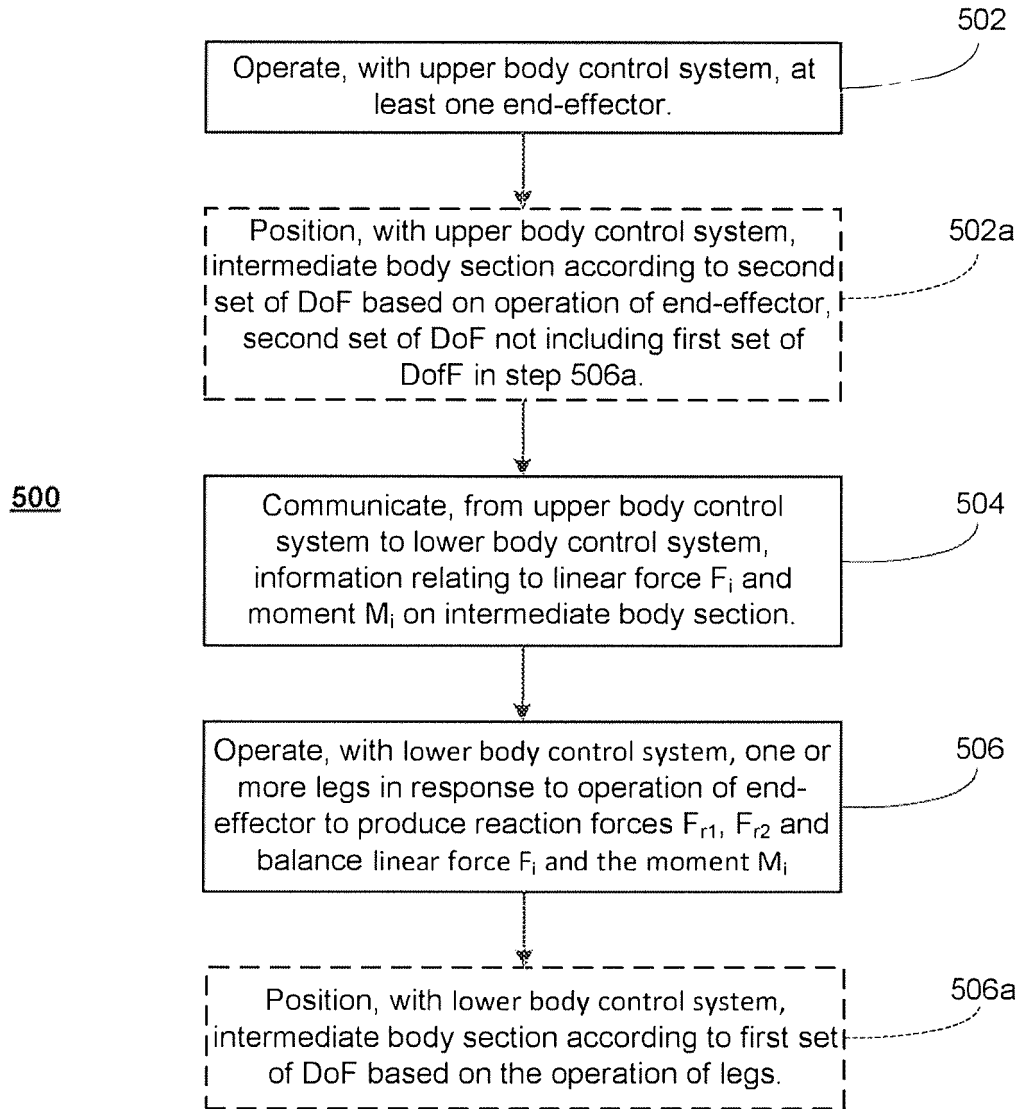 502
Operate, with upper body control system, at
least one end-effector.
Position, with upper body control system,
intermediate body section according to second
set of DoF based on operation of end-effector,
second set of DoF not including first set of
DofF in step 506a.
502a
500
Communicate, from upper body control
system to lower body control system,
information relating to linear force Fi and
moment Mi on intermediate body section.
504
Operate, with lower body control system, one or
more legs in response to operation of end-
effector to produce reaction forces Fr1, Fr2 and
balance linear force Fi and the moment Mi
506
Position, with lower body control system,
intermediate body section according to first set
of DoF based on the operation of legs.
506a